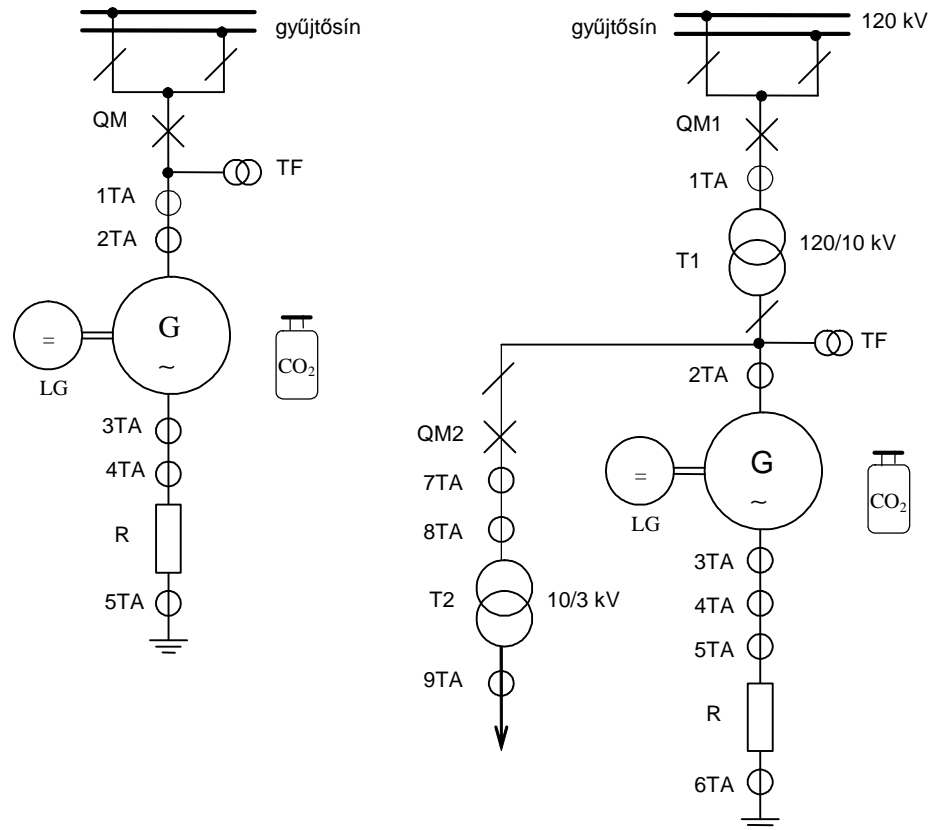 gyűjtősín
QM
TF
1TA
2TA
G
~
=
LG
CO₂
3TA
4TA
R
5TA
gyűjtősín
120 kV
QM1
1TA
T1
120/10 kV
TF
2TA
QM2
G
~
=
LG
CO₂
7TA
8TA
T2
10/3 kV
9TA
3TA
4TA
5TA
R
6TA